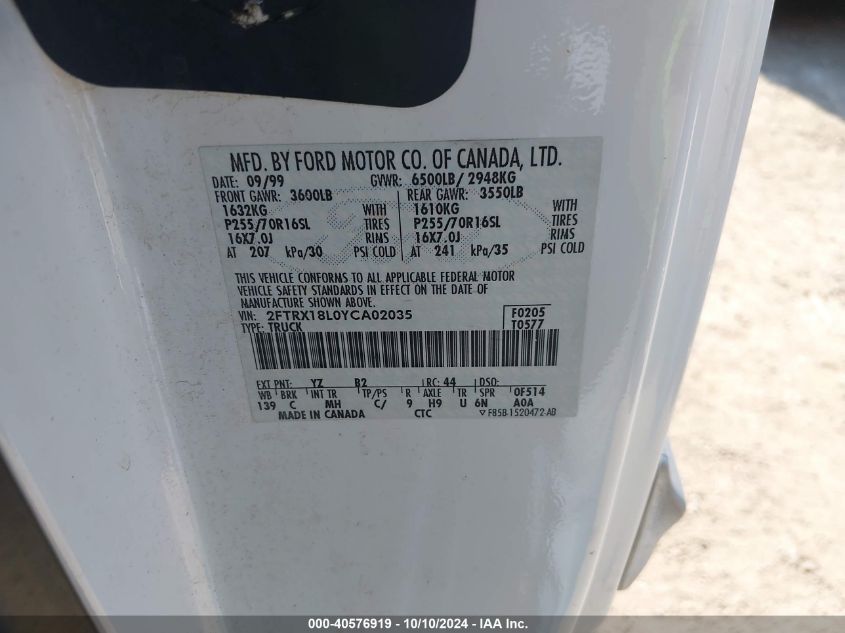 MFD. BY FORD MOTOR CO. OF CANADA, LTD.
DATE: 09/99 GVWR: 6500LB/ 2948KG
FRONT GAWR: 3600LB REAR GAWR: 3550LB
1632KG WITH 1610KG WITH
P255/70R16SL TIRES P255/70R16SL TIRES
16X7.0J RIMS 16X7.0J RIMS
AT 207 kPa/30 PSI COLD AT 241 kPa/35 PSI COLD
THIS VEHICLE CONFORMS TO ALL APPLICABLE FEDERAL MOTOR
VEHICLE SAFETY STANDARDS IN EFFECT ON THE DATE OF
MANUFACTURE SHOWN ABOVE.
VIN: 2FTRX18L0YCA02035 F0205
TYPE: TRUCK T0577
EXT PNT: YZ B2 RC: 44 DSO:
WB BRK INT TR TP/PS R AXLE TR SPR 0F514
139 C MH C/ 9 H9 U 6N A0A
MADE IN CANADA CTC F85B-1520472-AB
000-40576919 - 10/10/2024 - IAA Inc.